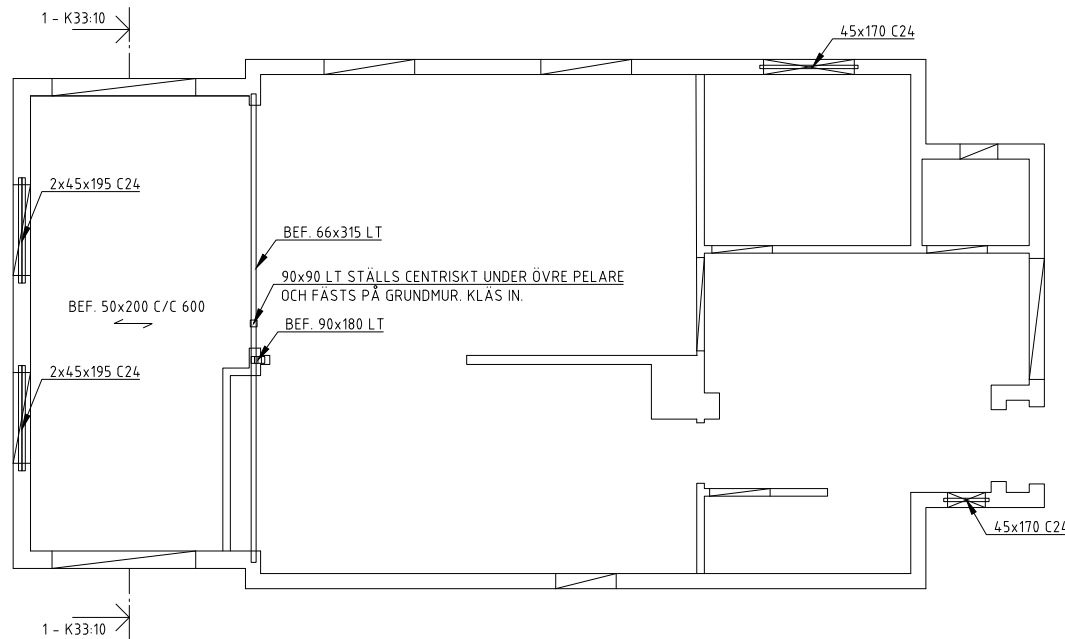 1 - K33:10
45x170 C24
2x45x195 C24
BEF. 66x315 LT
90x90 LT STÄLLS CENTRISKT UNDER ÖVRE PELARE
OCH FÄSTS PÅ GRUNDMUR. KLÄS IN.
BEF. 50x200 C/C 600
BEF. 90x180 LT
2x45x195 C24
45x170 C24
1 - K33:10